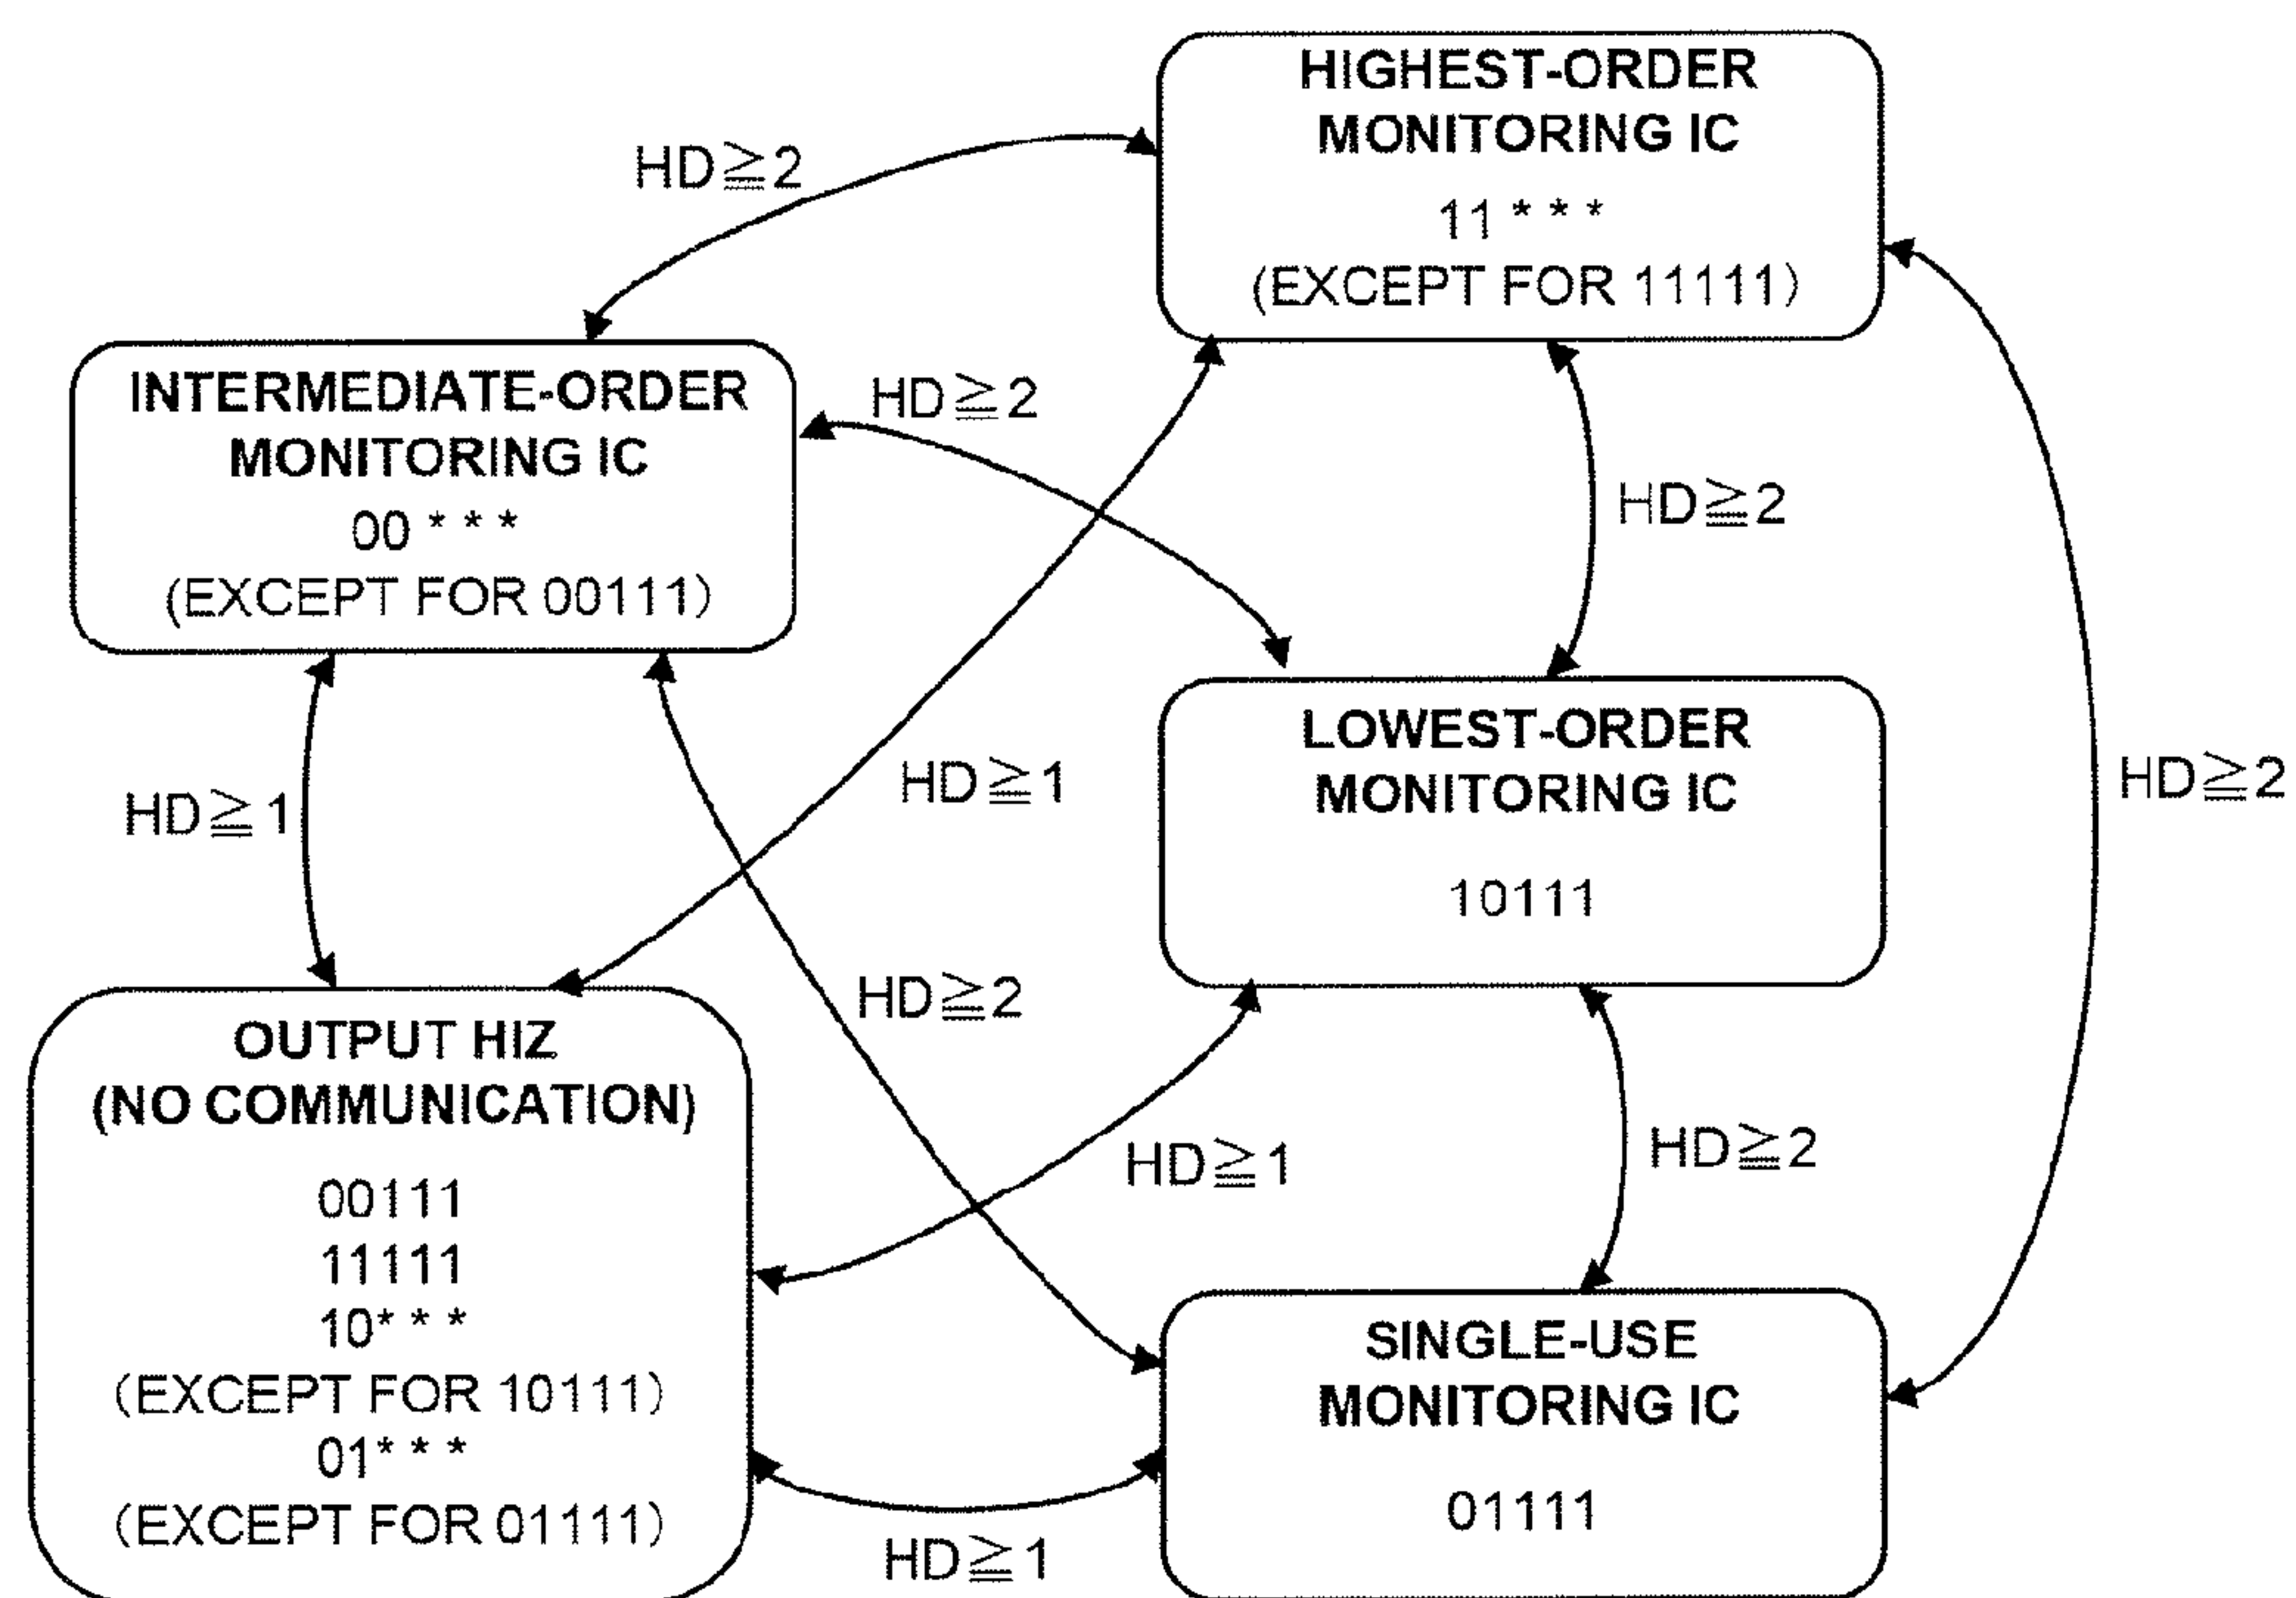 HIGHEST-ORDER
MONITORING IC
11 * * *
(EXCEPT FOR 11111)
HD≧2
INTERMEDIATE-ORDER
MONITORING IC
00 * * *
(EXCEPT FOR 00111)
HD≧2
HD≧2
LOWEST-ORDER
MONITORING IC
10111
HD≧1
HD≧1
HD≧2
HD≧2
OUTPUT HIZ
(NO COMMUNICATION)
00111
11111
10* * *
(EXCEPT FOR 10111)
01* * *
(EXCEPT FOR 01111)
HD≧1
HD≧2
SINGLE-USE
MONITORING IC
01111
HD≧1